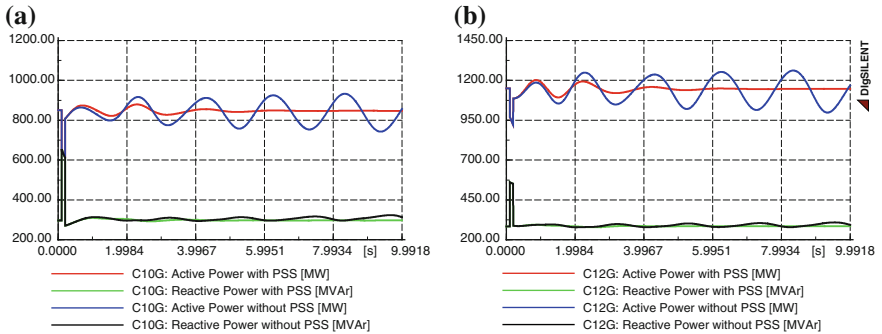 (a)
1200.00
1000.00
800.00
600.00
400.00
200.00
0.0000 1.9984 3.9967 5.9951 7.9934 [s] 9.9918
C10G: Active Power with PSS [MW]
C10G: Reactive Power with PSS [MVAr]
C10G: Active Power without PSS [MW]
C10G: Reactive Power without PSS [MVAr]
(b)
1450.00
1200.00
950.00
700.00
450.00
200.00
0.0000 1.9984 3.9967 5.9951 7.9934 [s] 9.9918
C12G: Active Power with PSS [MW]
C12G: Reactive Power with PSS [MVAr]
C12G: Active Power without PSS [MW]
C12G: Reactive Power without PSS [MVAr]
DIgSILENT